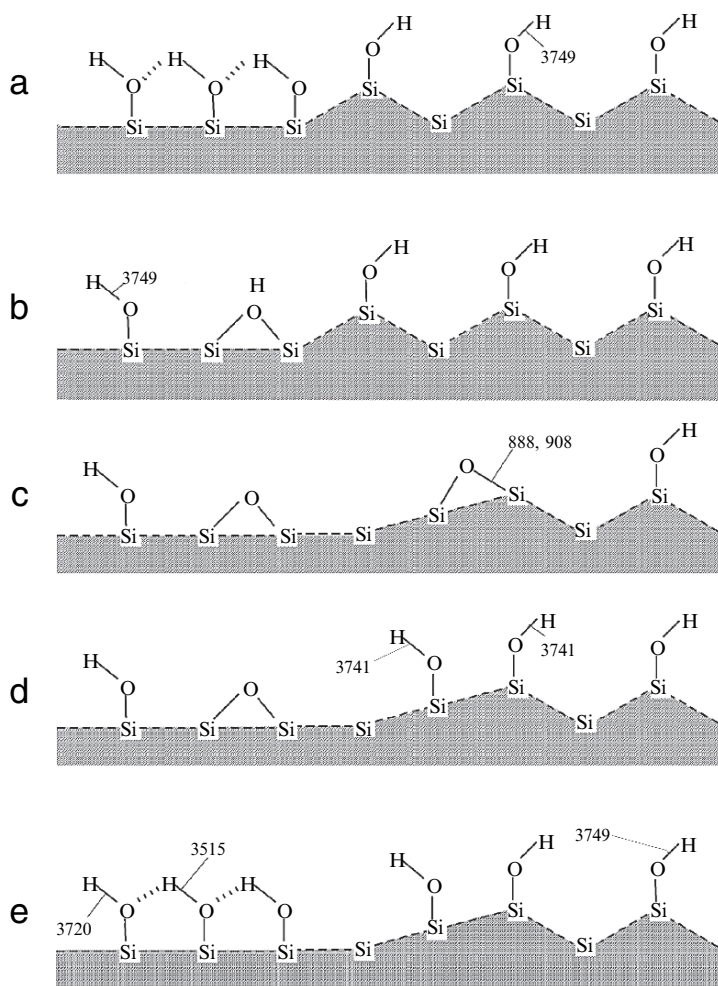 H H H
O O O
H H H 3749
a O O O Si Si Si
Si Si Si Si Si
H H H
O O O
H 3749 H
b O O Si Si Si
Si Si Si Si Si
888, 908 H
H O O
c O O Si Si Si
Si Si Si Si Si
H H H
3741 O 3741 O
H O
d O O Si Si Si
Si Si Si Si Si
3749 H H
3515 H O O
H H H O
3720 O O O
e Si Si Si
Si Si Si Si Si